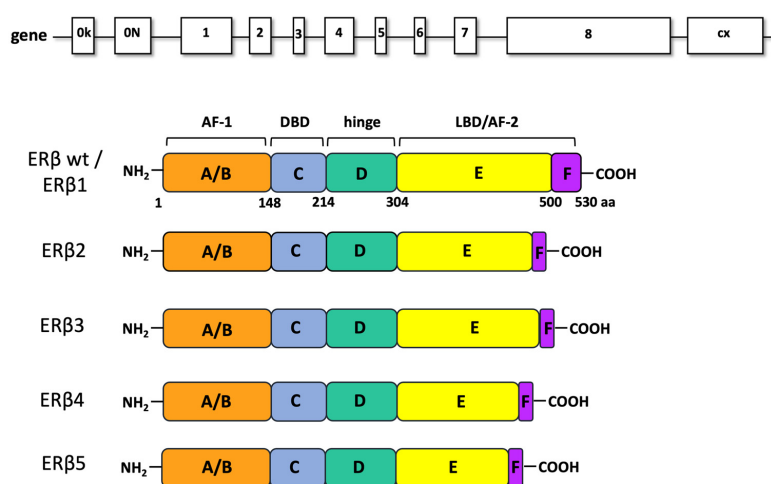 gene 0k 0N 1 2 3 4 5 6 7 8 cx
AF-1 DBD hinge LBD/AF-2
ERβ wt /
ERβ1
NH2 A/B C D E F COOH
1 148 214 304 500 530 aa
ERβ2 NH2 A/B C D E F COOH
ERβ3 NH2 A/B C D E F COOH
ERβ4 NH2 A/B C D E F COOH
ERβ5 NH2 A/B C D E F COOH